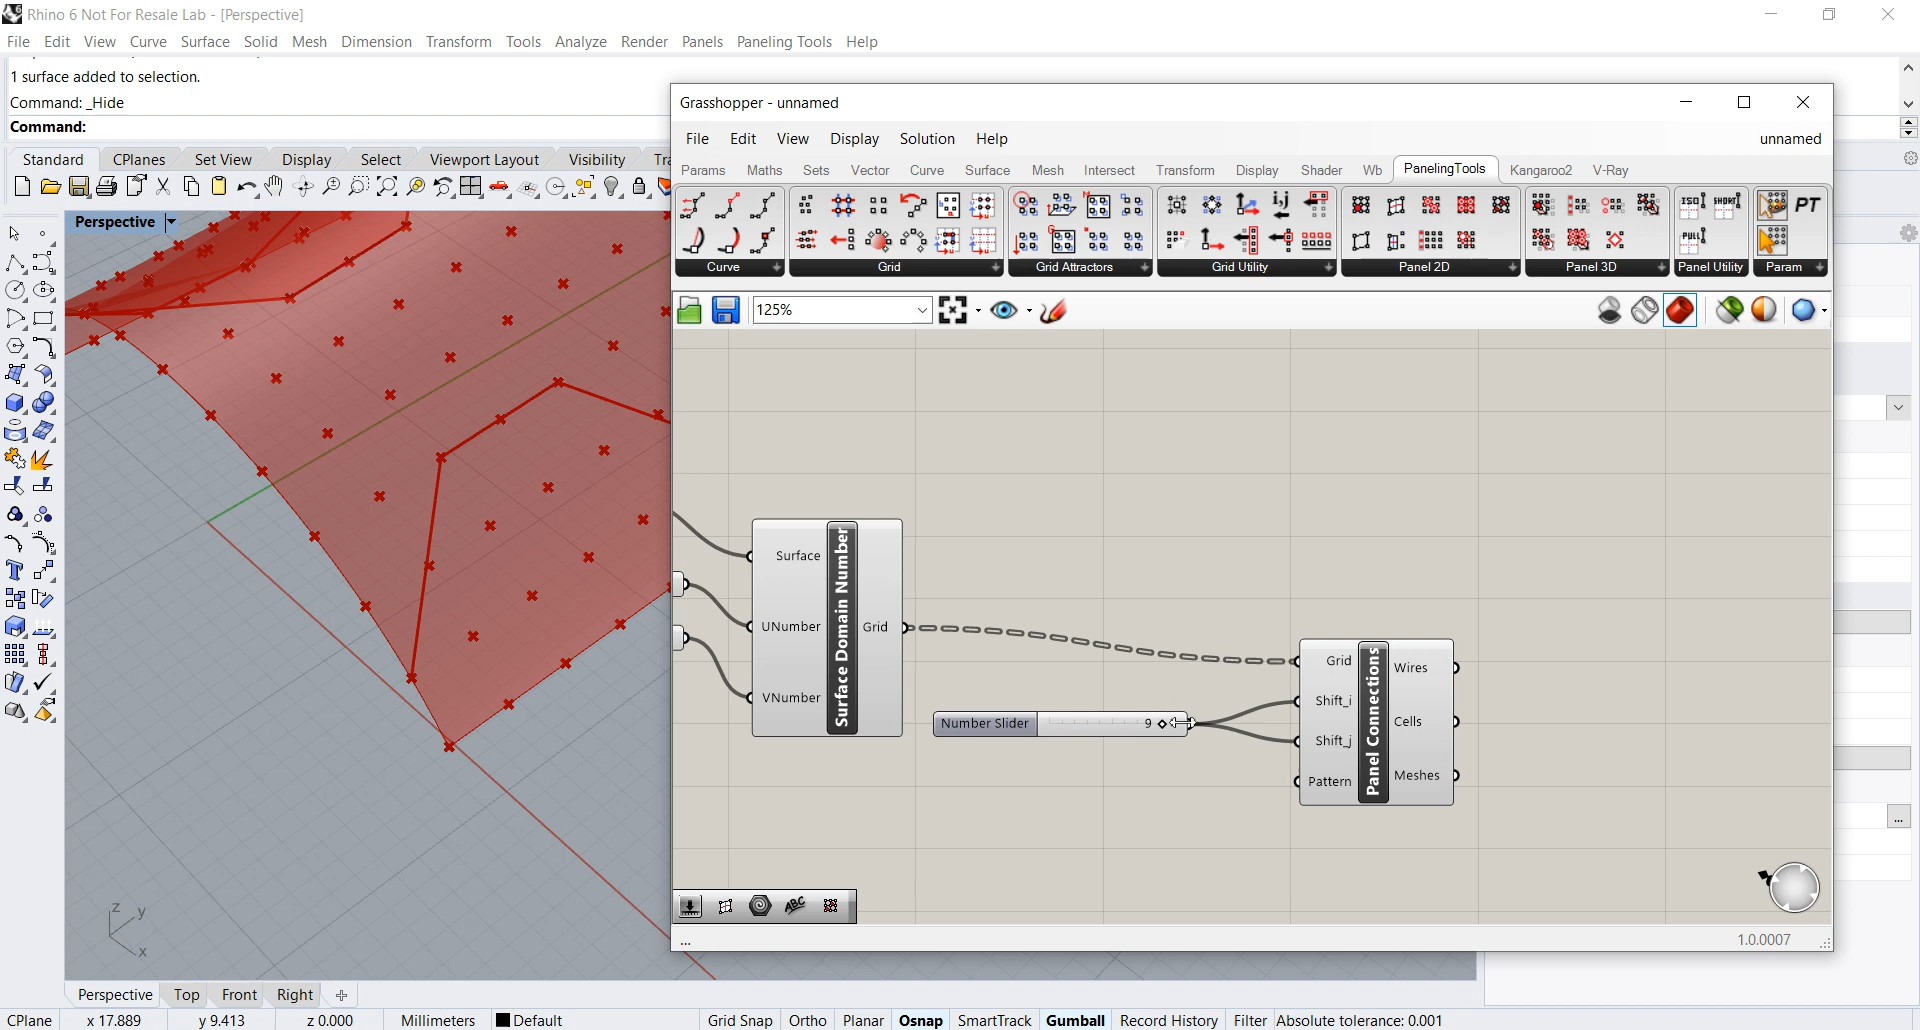 Rhino 6 Not For Resale Lab - [Perspective]
File Edit View Curve Surface Solid Mesh Dimension Transform Tools Analyze Render Panels Paneling Tools Help
1 surface added to selection.
Command: _Hide
Command:
Standard CPlanes Set View Display Select Viewport Layout Visibility Tra
Perspective
Grasshopper - unnamed
File Edit View Display Solution Help
unnamed
Params Maths Sets Vector Curve Surface Mesh Intersect Transform Display Shader Wb PanelingTools Kangaroo2 V-Ray
i,j
ISO SHORT PT
PULL
Curve Grid Grid Attractors Grid Utility Panel 2D Panel 3D Panel Utility Param
125%
Surface
UNumber
VNumber
Surface Domain Number
Grid
Number Slider 9
Grid
Shift_i
Shift_j
Pattern
Panel Connections
Wires
Cells
Meshes
ABC
...
1.0.0007
...
z
y
x
Perspective Top Front Right
CPlane x 17.889 y 9.413 z 0.000 Millimeters Default Grid Snap Ortho Planar Osnap SmartTrack Gumball Record History Filter Absolute tolerance: 0.001